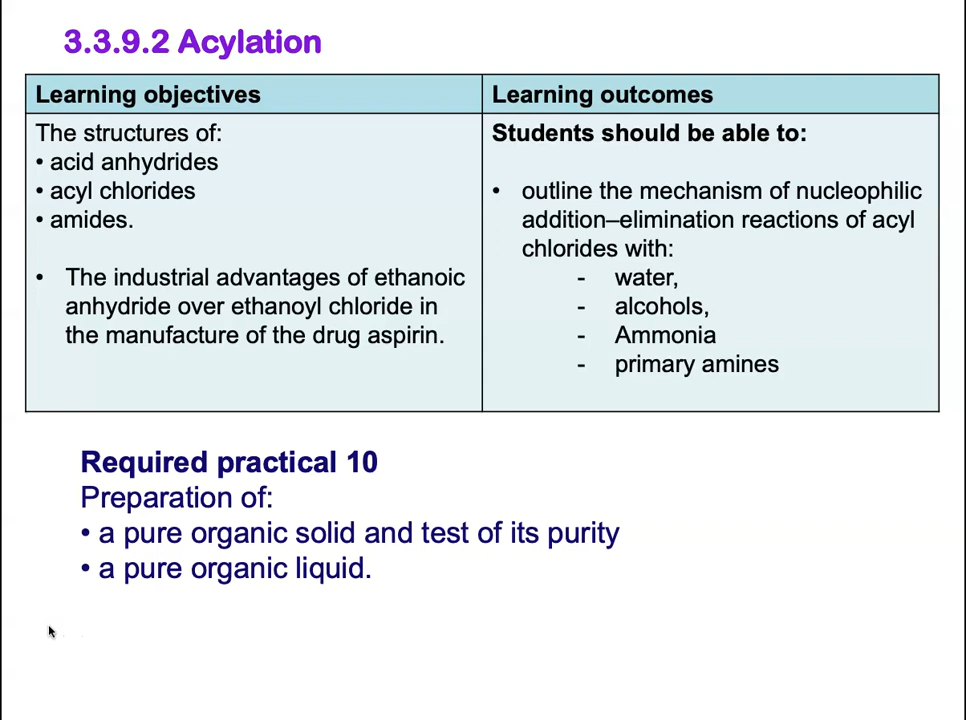 3.3.9.2 Acylation
Learning objectives
The structures of:
• acid anhydrides
• acyl chlorides
• amides.
• The industrial advantages of ethanoic
anhydride over ethanoyl chloride in
the manufacture of the drug aspirin.
Learning outcomes
Students should be able to:
• outline the mechanism of nucleophilic
addition–elimination reactions of acyl
chlorides with:
- water,
- alcohols,
- Ammonia
- primary amines
Required practical 10
Preparation of:
• a pure organic solid and test of its purity
• a pure organic liquid.